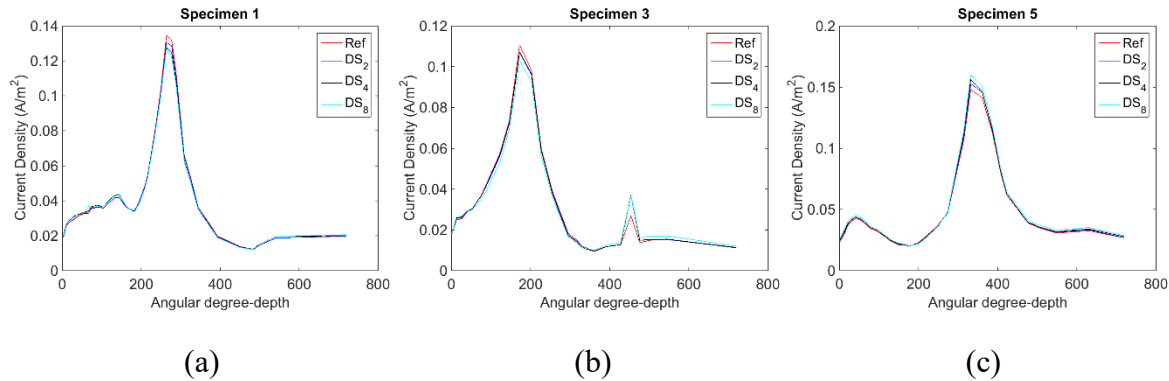 Specimen 1
Current Density (A/m²)
0.14
0.12
0.1
0.08
0.06
0.04
0.02
0
0 200 400 600 800
Angular degree-depth
Ref
DS₂
DS₄
DS₈
(a)
Specimen 3
Current Density (A/m²)
0.12
0.1
0.08
0.06
0.04
0.02
0
0 200 400 600 800
Angular degree-depth
Ref
DS₂
DS₄
DS₈
(b)
Specimen 5
Current Density (A/m²)
0.2
0.15
0.1
0.05
0
0 200 400 600 800
Angular degree-depth
Ref
DS₂
DS₄
DS₈
(c)